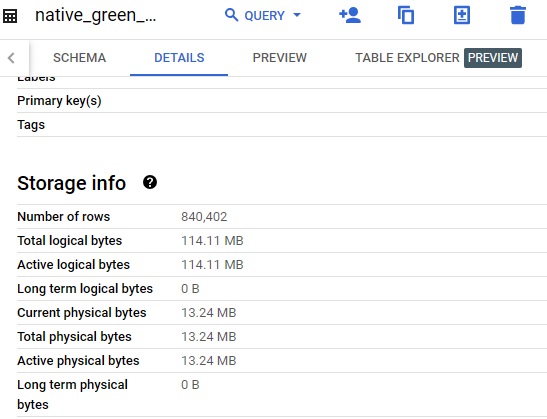 native_green_...
QUERY
SCHEMA DETAILS PREVIEW TABLE EXPLORER PREVIEW
Labels
Primary key(s)
Tags
Storage info ?
Number of rows 840,402
Total logical bytes 114.11 MB
Active logical bytes 114.11 MB
Long term logical bytes 0 B
Current physical bytes 13.24 MB
Total physical bytes 13.24 MB
Active physical bytes 13.24 MB
Long term physical 0 B
bytes